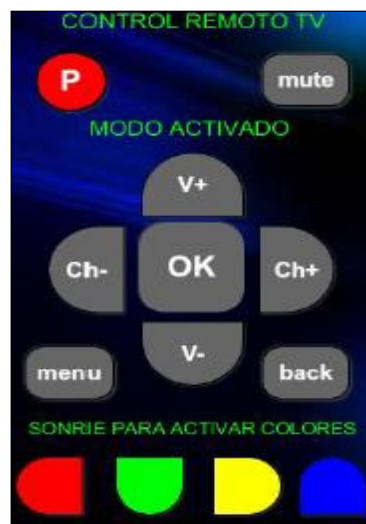 CONTROL REMOTO TV
P mute
MODO ACTIVADO
V+
Ch- OK Ch+
V-
menu back
SONRIE PARA ACTIVAR COLORES